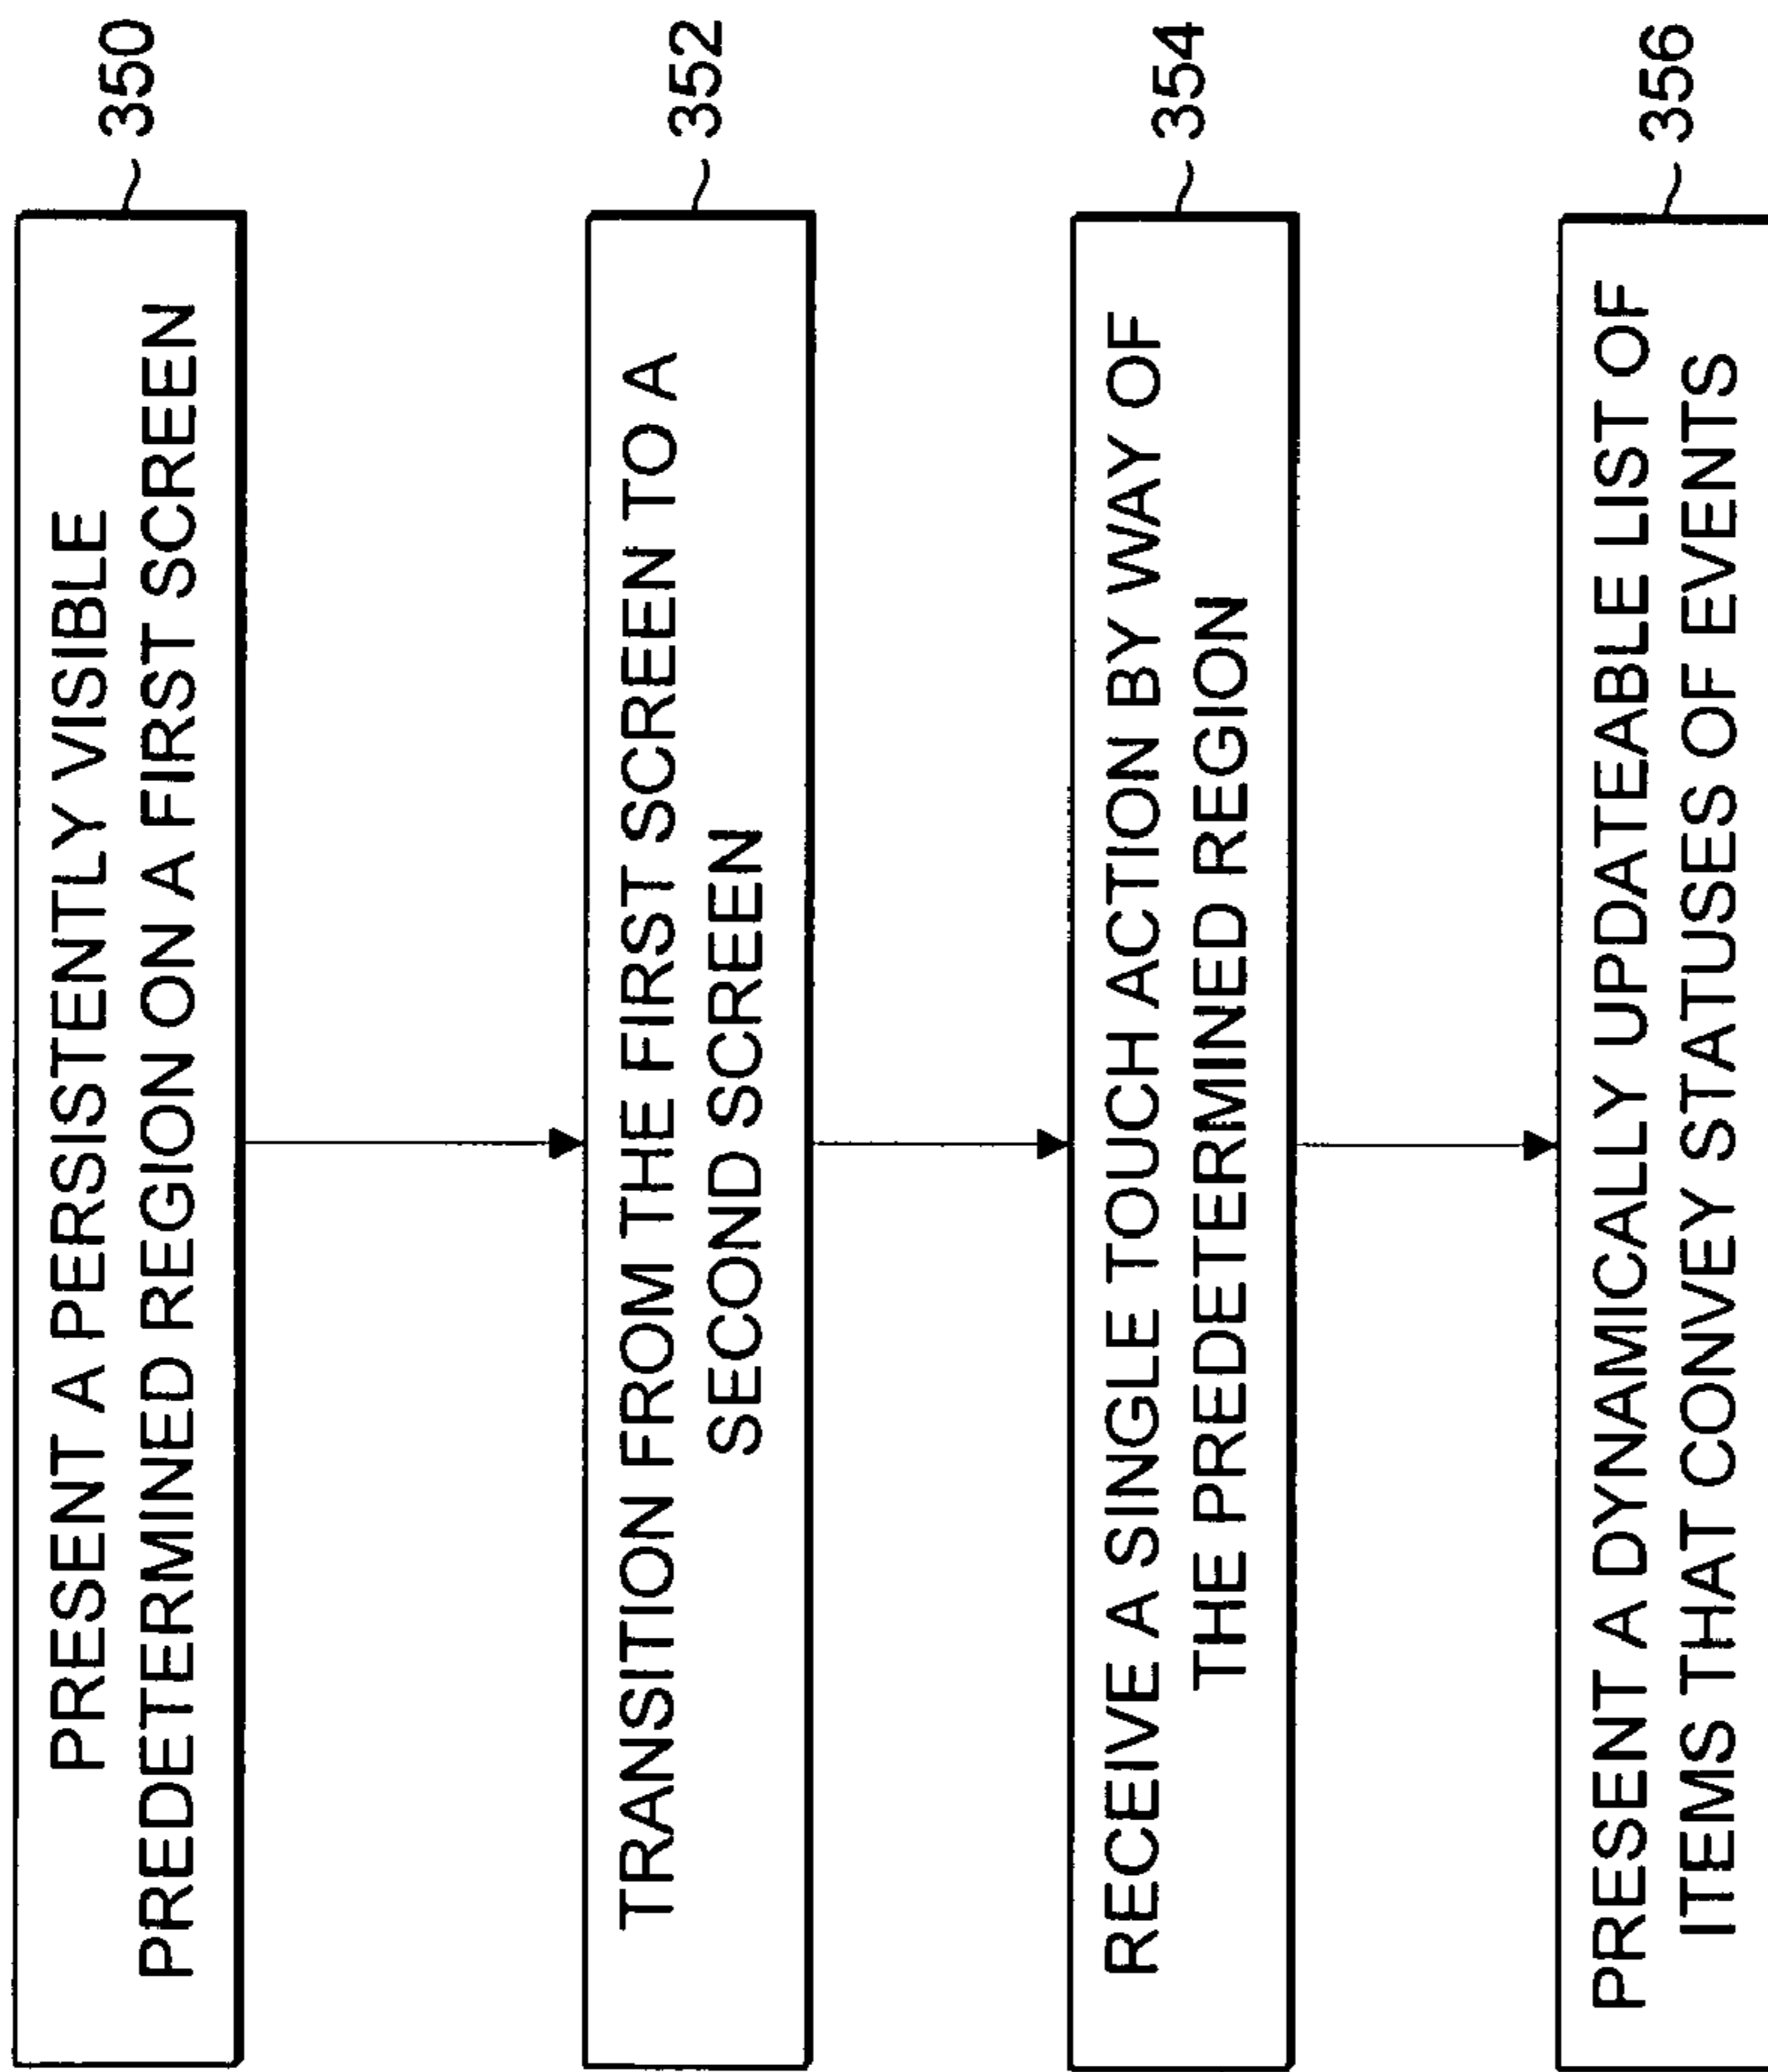 PRESENT A PERSISTENTLY VISIBLE
PREDETERMINED REGION ON A FIRST SCREEN
350
TRANSITION FROM THE FIRST SCREEN TO A
SECOND SCREEN
352
RECEIVE A SINGLE TOUCH ACTION BY WAY OF
THE PREDETERMINED REGION
354
PRESENT A DYNAMICALLY UPDATEABLE LIST OF
ITEMS THAT CONVEY STATUSES OF EVENTS
356